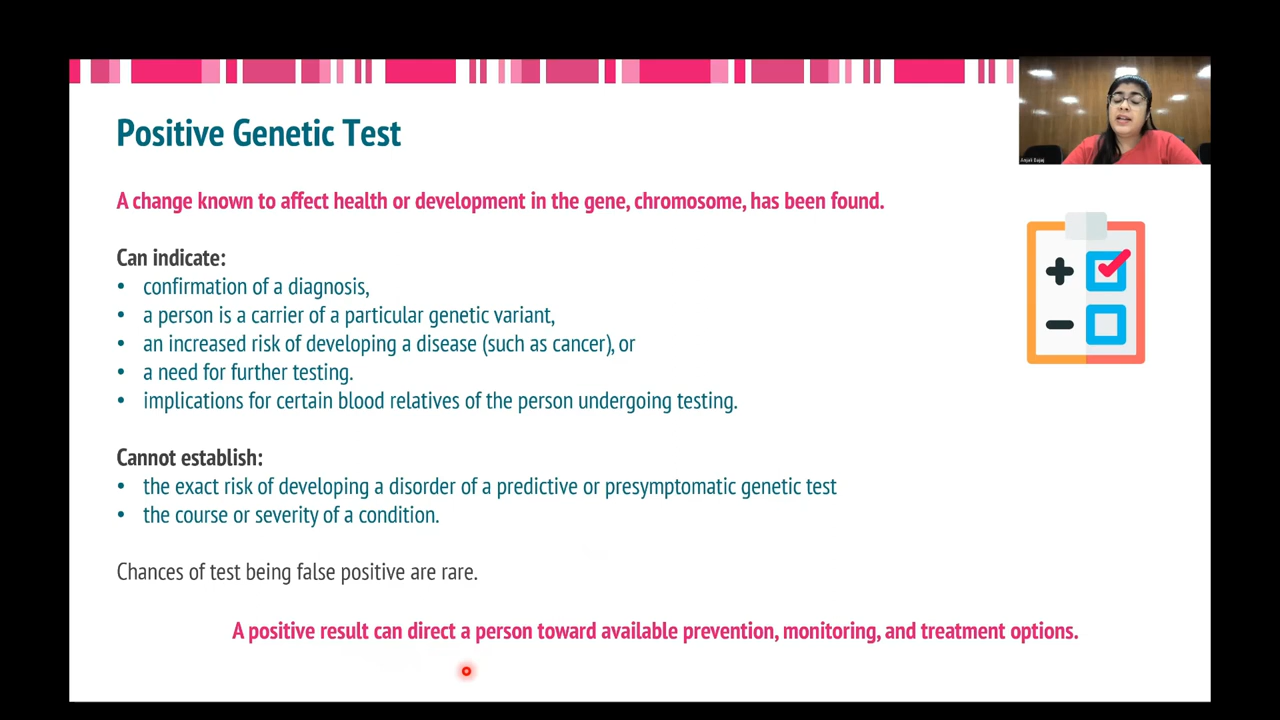 Positive Genetic Test
A change known to affect health or development in the gene, chromosome, has been found.
Can indicate:
• confirmation of a diagnosis,
• a person is a carrier of a particular genetic variant,
• an increased risk of developing a disease (such as cancer), or
• a need for further testing.
• implications for certain blood relatives of the person undergoing testing.
Cannot establish:
• the exact risk of developing a disorder of a predictive or presymptomatic genetic test
• the course or severity of a condition.
Chances of test being false positive are rare.
A positive result can direct a person toward available prevention, monitoring, and treatment options.
Anjali Bajaj